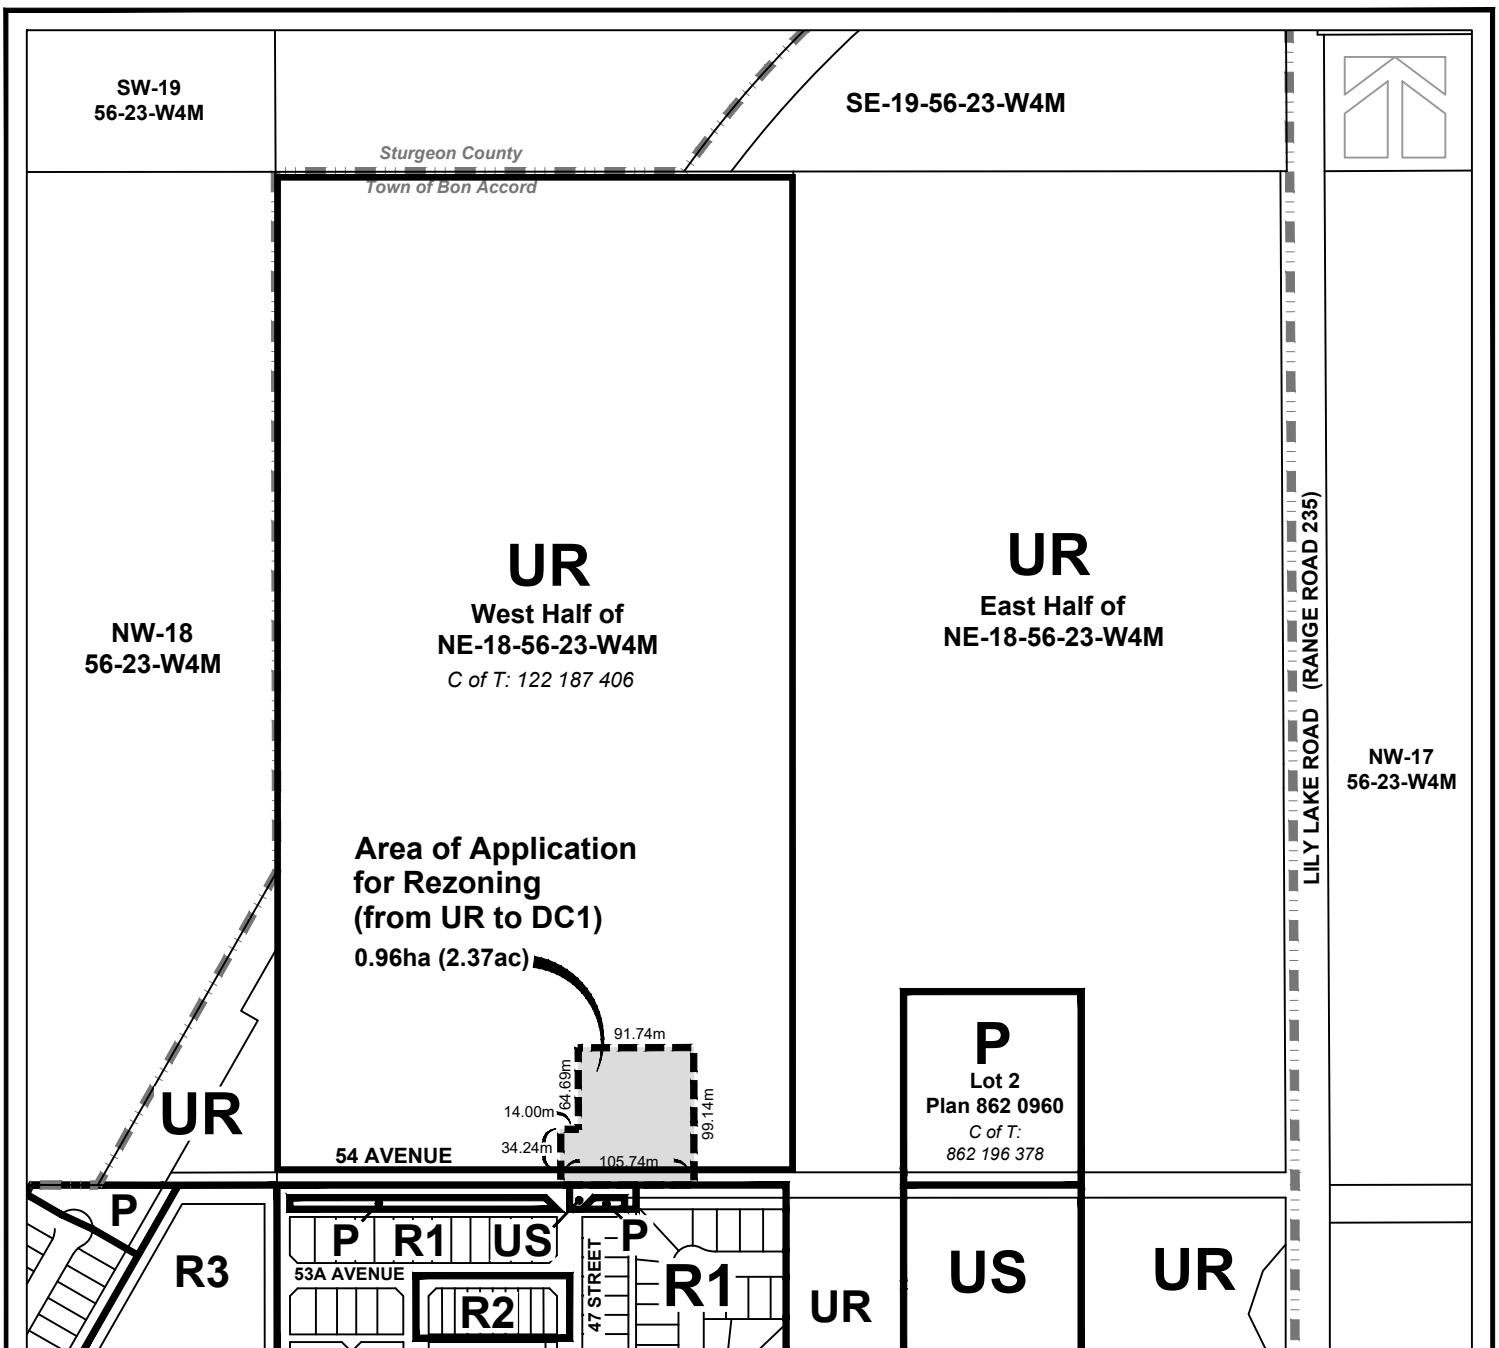 SW-19
56-23-W4M
SE-19-56-23-W4M
Sturgeon County
Town of Bon Accord
UR
West Half of
NE-18-56-23-W4M
C of T: 122 187 406
UR
East Half of
NE-18-56-23-W4M
NW-18
56-23-W4M
LILY LAKE ROAD (RANGE ROAD 235)
NW-17
56-23-W4M
Area of Application
for Rezoning
(from UR to DC1)
0.96ha (2.37ac)
91.74m
64.69m
99.14m
14.00m
34.24m
105.74m
P
Lot 2
Plan 862 0960
C of T:
862 196 378
UR
54 AVENUE
P
R3
P
R1
US
P
53A AVENUE
R2
47 STREET
R1
UR
US
UR